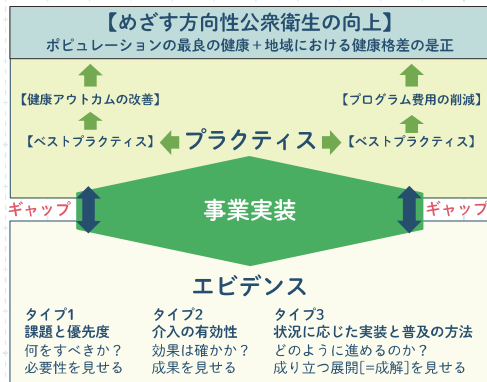 【めざす方向性公衆衛生の向上】
ポピュレーションの最良の健康＋地域における健康格差の是正
【健康アウトカムの改善】
【プログラム費用の削減】
【ベストプラクティス】
プラクティス
【ベストプラクティス】
ギャップ
事業実装
ギャップ
エビデンス
タイプ1
課題と優先度
何をすべきか？
必要性を見せる
タイプ2
介入の有効性
効果は確かか？
成果を見せる
タイプ3
状況に応じた実装と普及の方法
どのように進めるのか？
成り立つ展開[=成解]を見せる